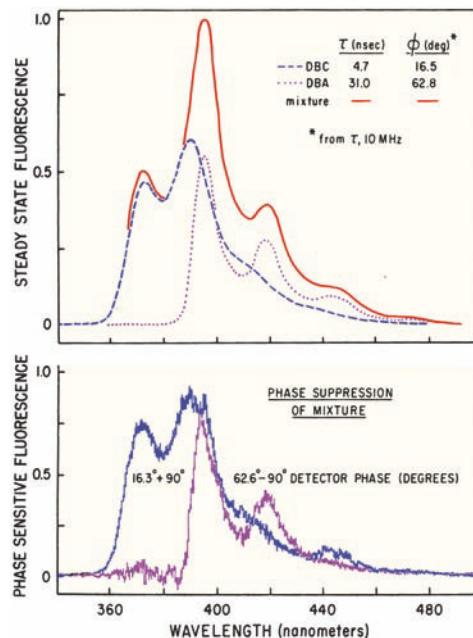 1.0
0.5
0
STEADY STATE FLUORESCENCE
τ (nsec) ϕ (deg)*
DBC 4.7 16.5
DBA 31.0 62.8
mixture — —
* from τ, 10 MHz
1.0
0.5
0
PHASE SENSITIVE FLUORESCENCE
PHASE SUPPRESSION
OF MIXTURE
16.3°+ 90° 62.6°− 90° DETECTOR PHASE (DEGREES)
360 400 440 480
WAVELENGTH (nanometers)